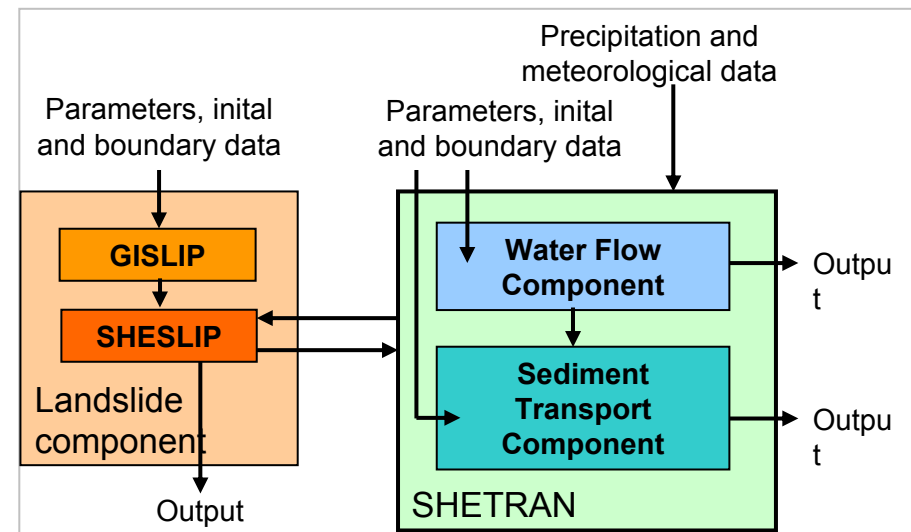 Precipitation and
meteorological data
Parameters, inital
and boundary data
Parameters, inital
and boundary data
GISLIP
SHESLIP
Landslide
component
Output
Water Flow
Component
Outpu
t
Sediment
Transport
Component
Outpu
t
SHETRAN